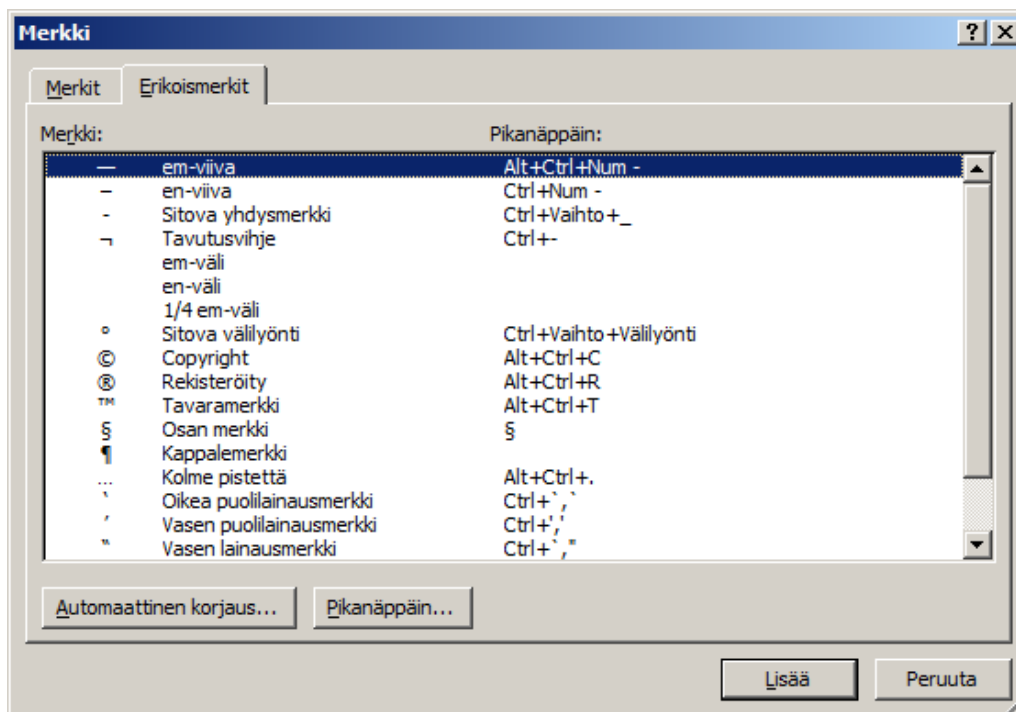 Merkki
Merkit Erikoismerkit
Merkki: Pikanäppäin:
— em-viiva Alt+Ctrl+Num -
– en-viiva Ctrl+Num -
- Sitova yhdysmerkki Ctrl+Vaihto+_
¬ Tavutusvihje Ctrl+-
em-väli
en-väli
1/4 em-väli
° Sitova välilyönti Ctrl+Vaihto+Välilyönti
© Copyright Alt+Ctrl+C
® Rekisteröity Alt+Ctrl+R
™ Tavaramerkki Alt+Ctrl+T
§ Osan merkki §
¶ Kappalemerkki
… Kolme pistettä Alt+Ctrl+.
‛ Oikea puolilainausmerkki Ctrl+`,`
′ Vasen puolilainausmerkki Ctrl+','
‟ Vasen lainausmerkki Ctrl+`,"
Automaattinen korjaus... Pikanäppäin...
Lisää Peruuta